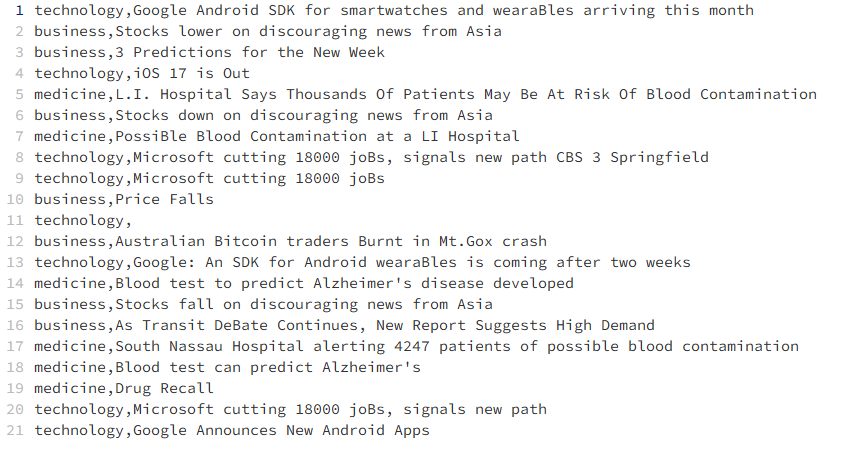 1 technology,Google Android SDK for smartwatches and wearaBles arriving this month
2 business,Stocks lower on discouraging news from Asia
3 business,3 Predictions for the New Week
4 technology,iOS 17 is Out
5 medicine,L.I. Hospital Says Thousands Of Patients May Be At Risk Of Blood Contamination
6 business,Stocks down on discouraging news from Asia
7 medicine,PossiBle Blood Contamination at a LI Hospital
8 technology,Microsoft cutting 18000 joBs, signals new path CBS 3 Springfield
9 technology,Microsoft cutting 18000 joBs
10 business,Price Falls
11 technology,
12 business,Australian Bitcoin traders Burnt in Mt.Gox crash
13 technology,Google: An SDK for Android wearaBles is coming after two weeks
14 medicine,Blood test to predict Alzheimer's disease developed
15 business,Stocks fall on discouraging news from Asia
16 business,As Transit DeBate Continues, New Report Suggests High Demand
17 medicine,South Nassau Hospital alerting 4247 patients of possible blood contamination
18 medicine,Blood test can predict Alzheimer's
19 medicine,Drug Recall
20 technology,Microsoft cutting 18000 joBs, signals new path
21 technology,Google Announces New Android Apps